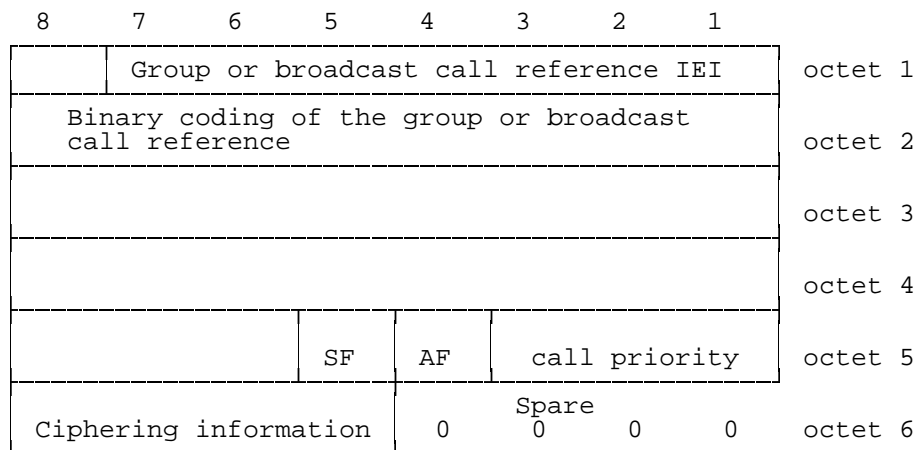 8 7 6 5 4 3 2 1
Group or broadcast call reference IEI octet 1
Binary coding of the group or broadcast
call reference octet 2
octet 3
octet 4
SF AF call priority octet 5
Spare
Ciphering information 0 0 0 0 octet 6